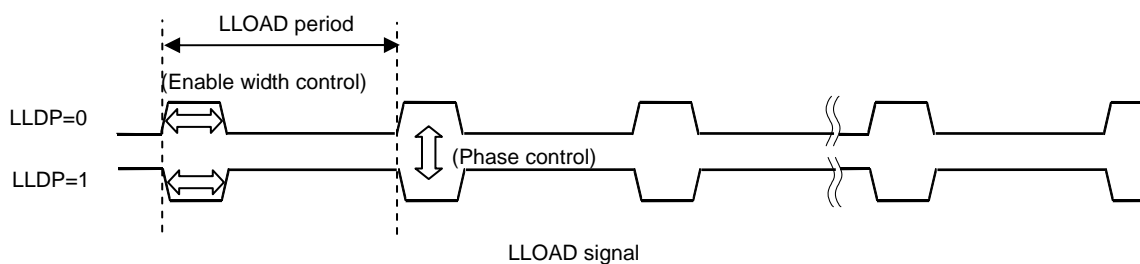 LLOAD period
(Enable width control)
LLDP=0
(Phase control)
LLDP=1
LLOAD signal